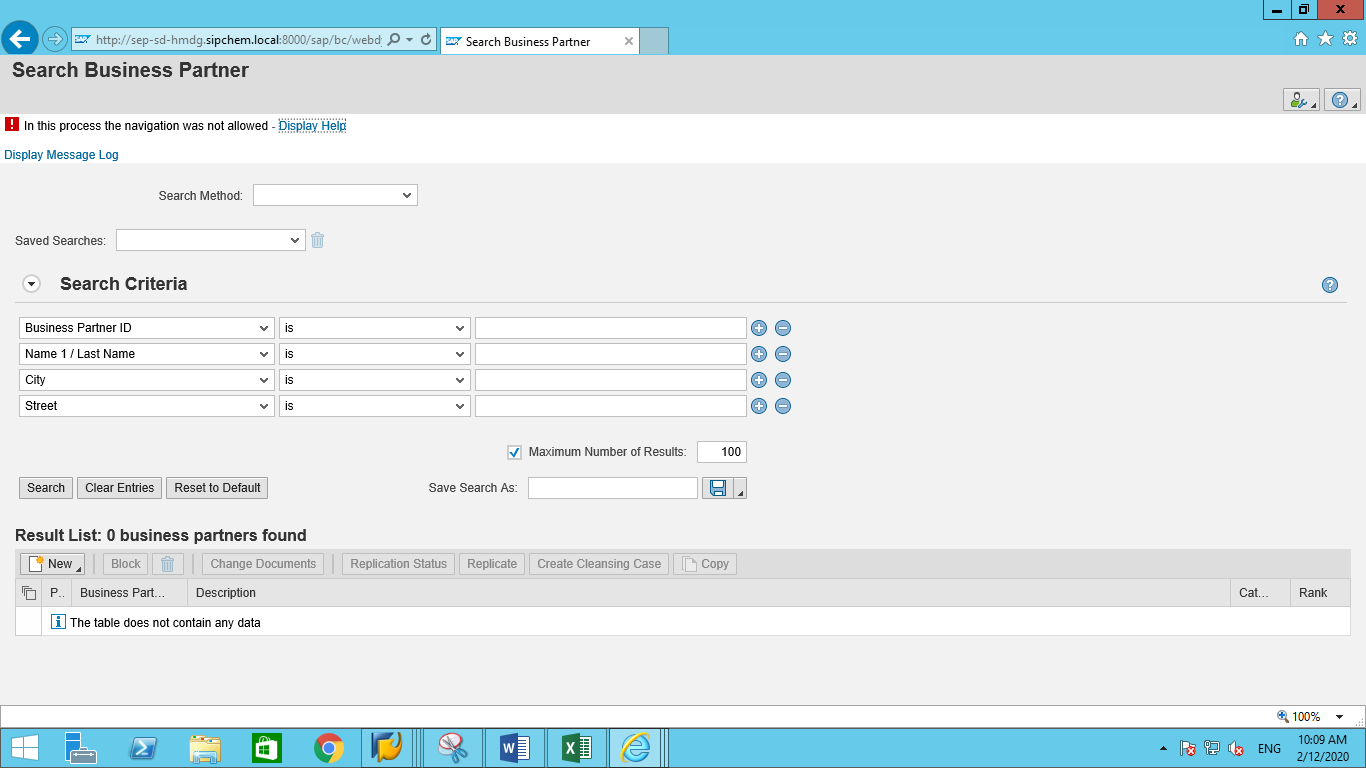 http://sep-sd-hmdg.sipchem.local:8000/sap/bc/webdy
SAP Search Business Partner
Search Business Partner
In this process the navigation was not allowed - Display Help
Display Message Log
Search Method:
Saved Searches:
Search Criteria
Business Partner ID is
Name 1 / Last Name is
City is
Street is
Maximum Number of Results: 100
Search Clear Entries Reset to Default Save Search As:
Result List: 0 business partners found
New Block Change Documents Replication Status Replicate Create Cleansing Case Copy
P.. Business Part... Description Cat... Rank
The table does not contain any data
100%
ENG 10:09 AM
2/12/2020